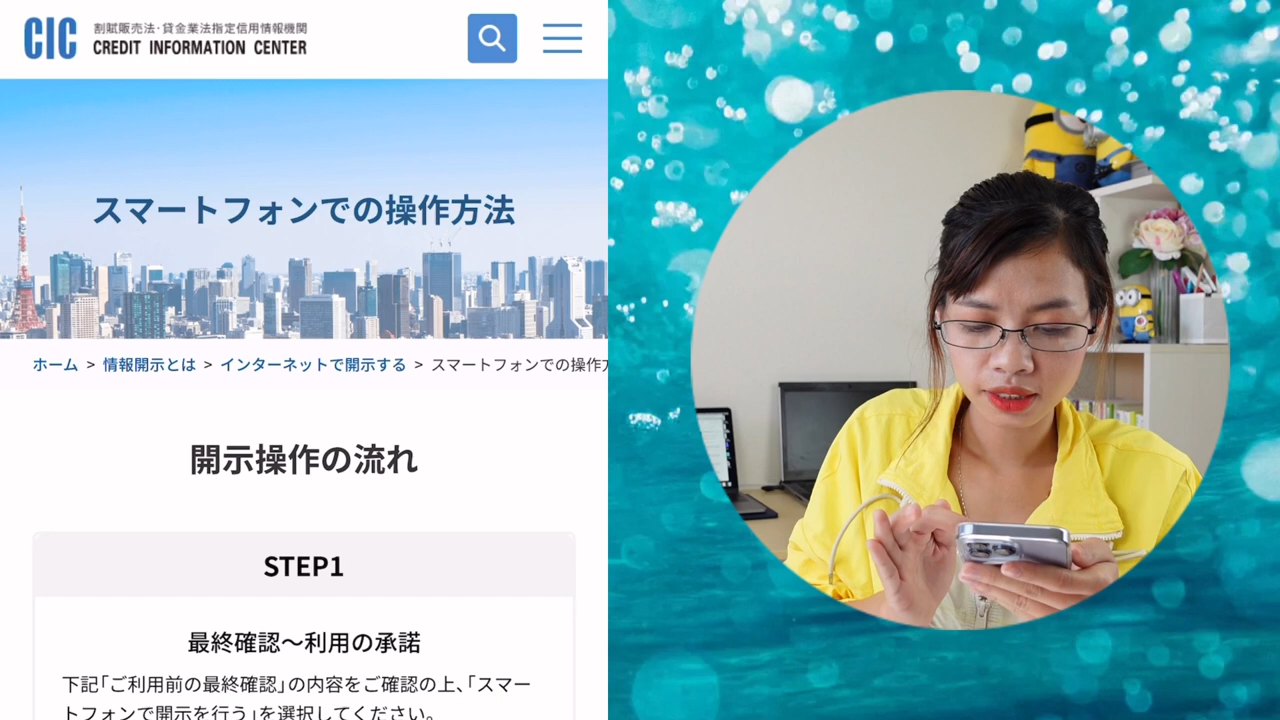 CIC
割賦販売法・貸金業法指定信用情報機関
CREDIT INFORMATION CENTER
スマートフォンでの操作方法
ホーム > 情報開示とは > インターネットで開示する > スマートフォンでの操作
開示操作の流れ
STEP1
最終確認～利用の承諾
下記「ご利用前の最終確認」の内容をご確認の上、「スマー
トフォンで開示を行う」を選択してください。